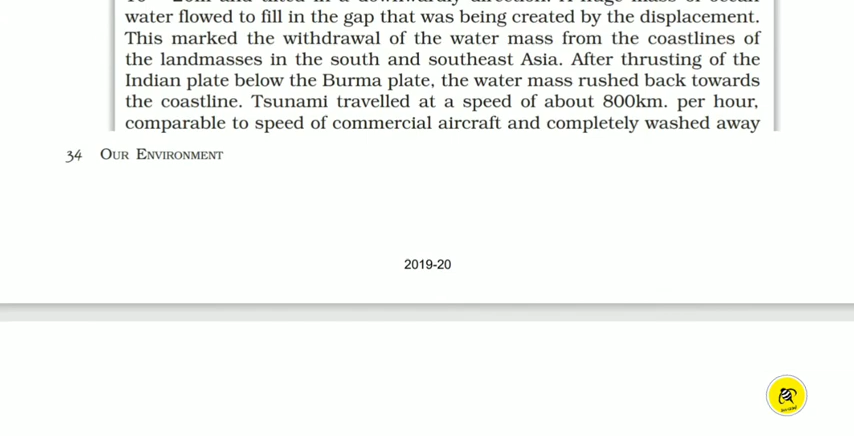 water flowed to fill in the gap that was being created by the displacement.
This marked the withdrawal of the water mass from the coastlines of
the landmasses in the south and southeast Asia. After thrusting of the
Indian plate below the Burma plate, the water mass rushed back towards
the coastline. Tsunami travelled at a speed of about 800km. per hour,
comparable to speed of commercial aircraft and completely washed away
34 OUR ENVIRONMENT
2019-20